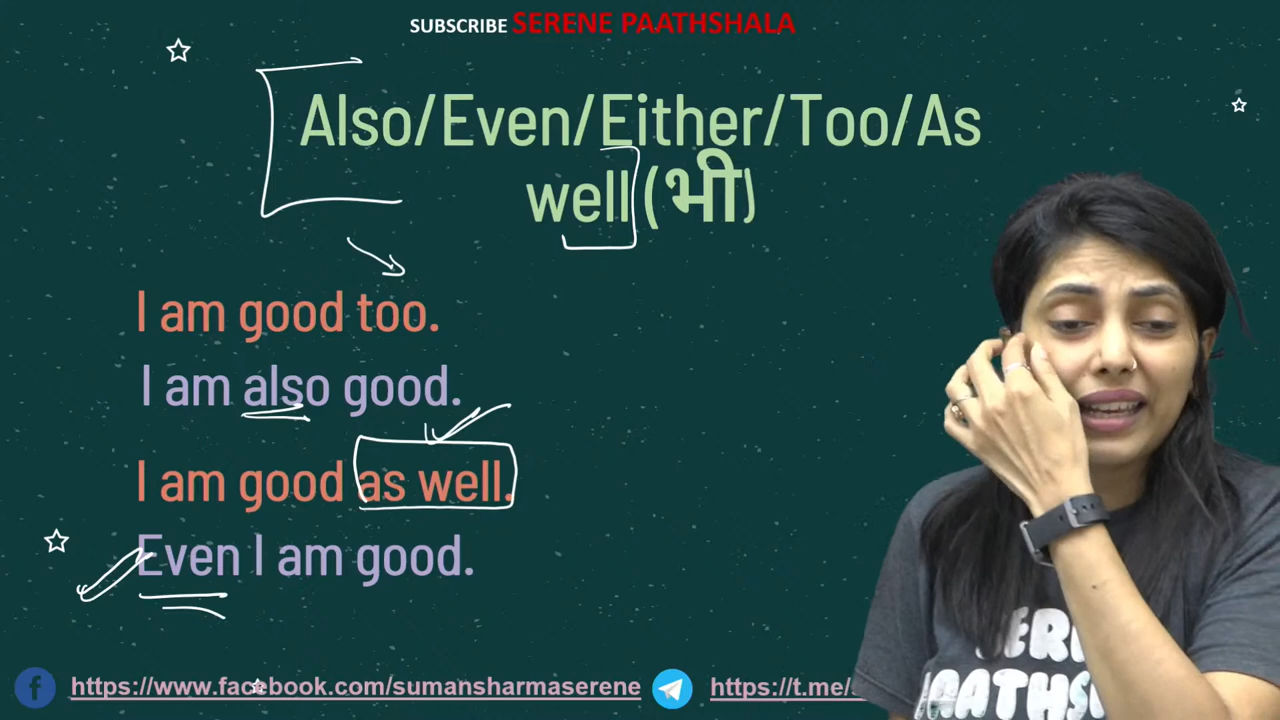 SUBSCRIBE SERENE PAATHSHALA
Also/Even/Either/Too/As
well (भी)
I am good too.
I am also good.
I am good as well.
Even I am good.
https://www.facebook.com/sumansharmaserene
https://t.me/